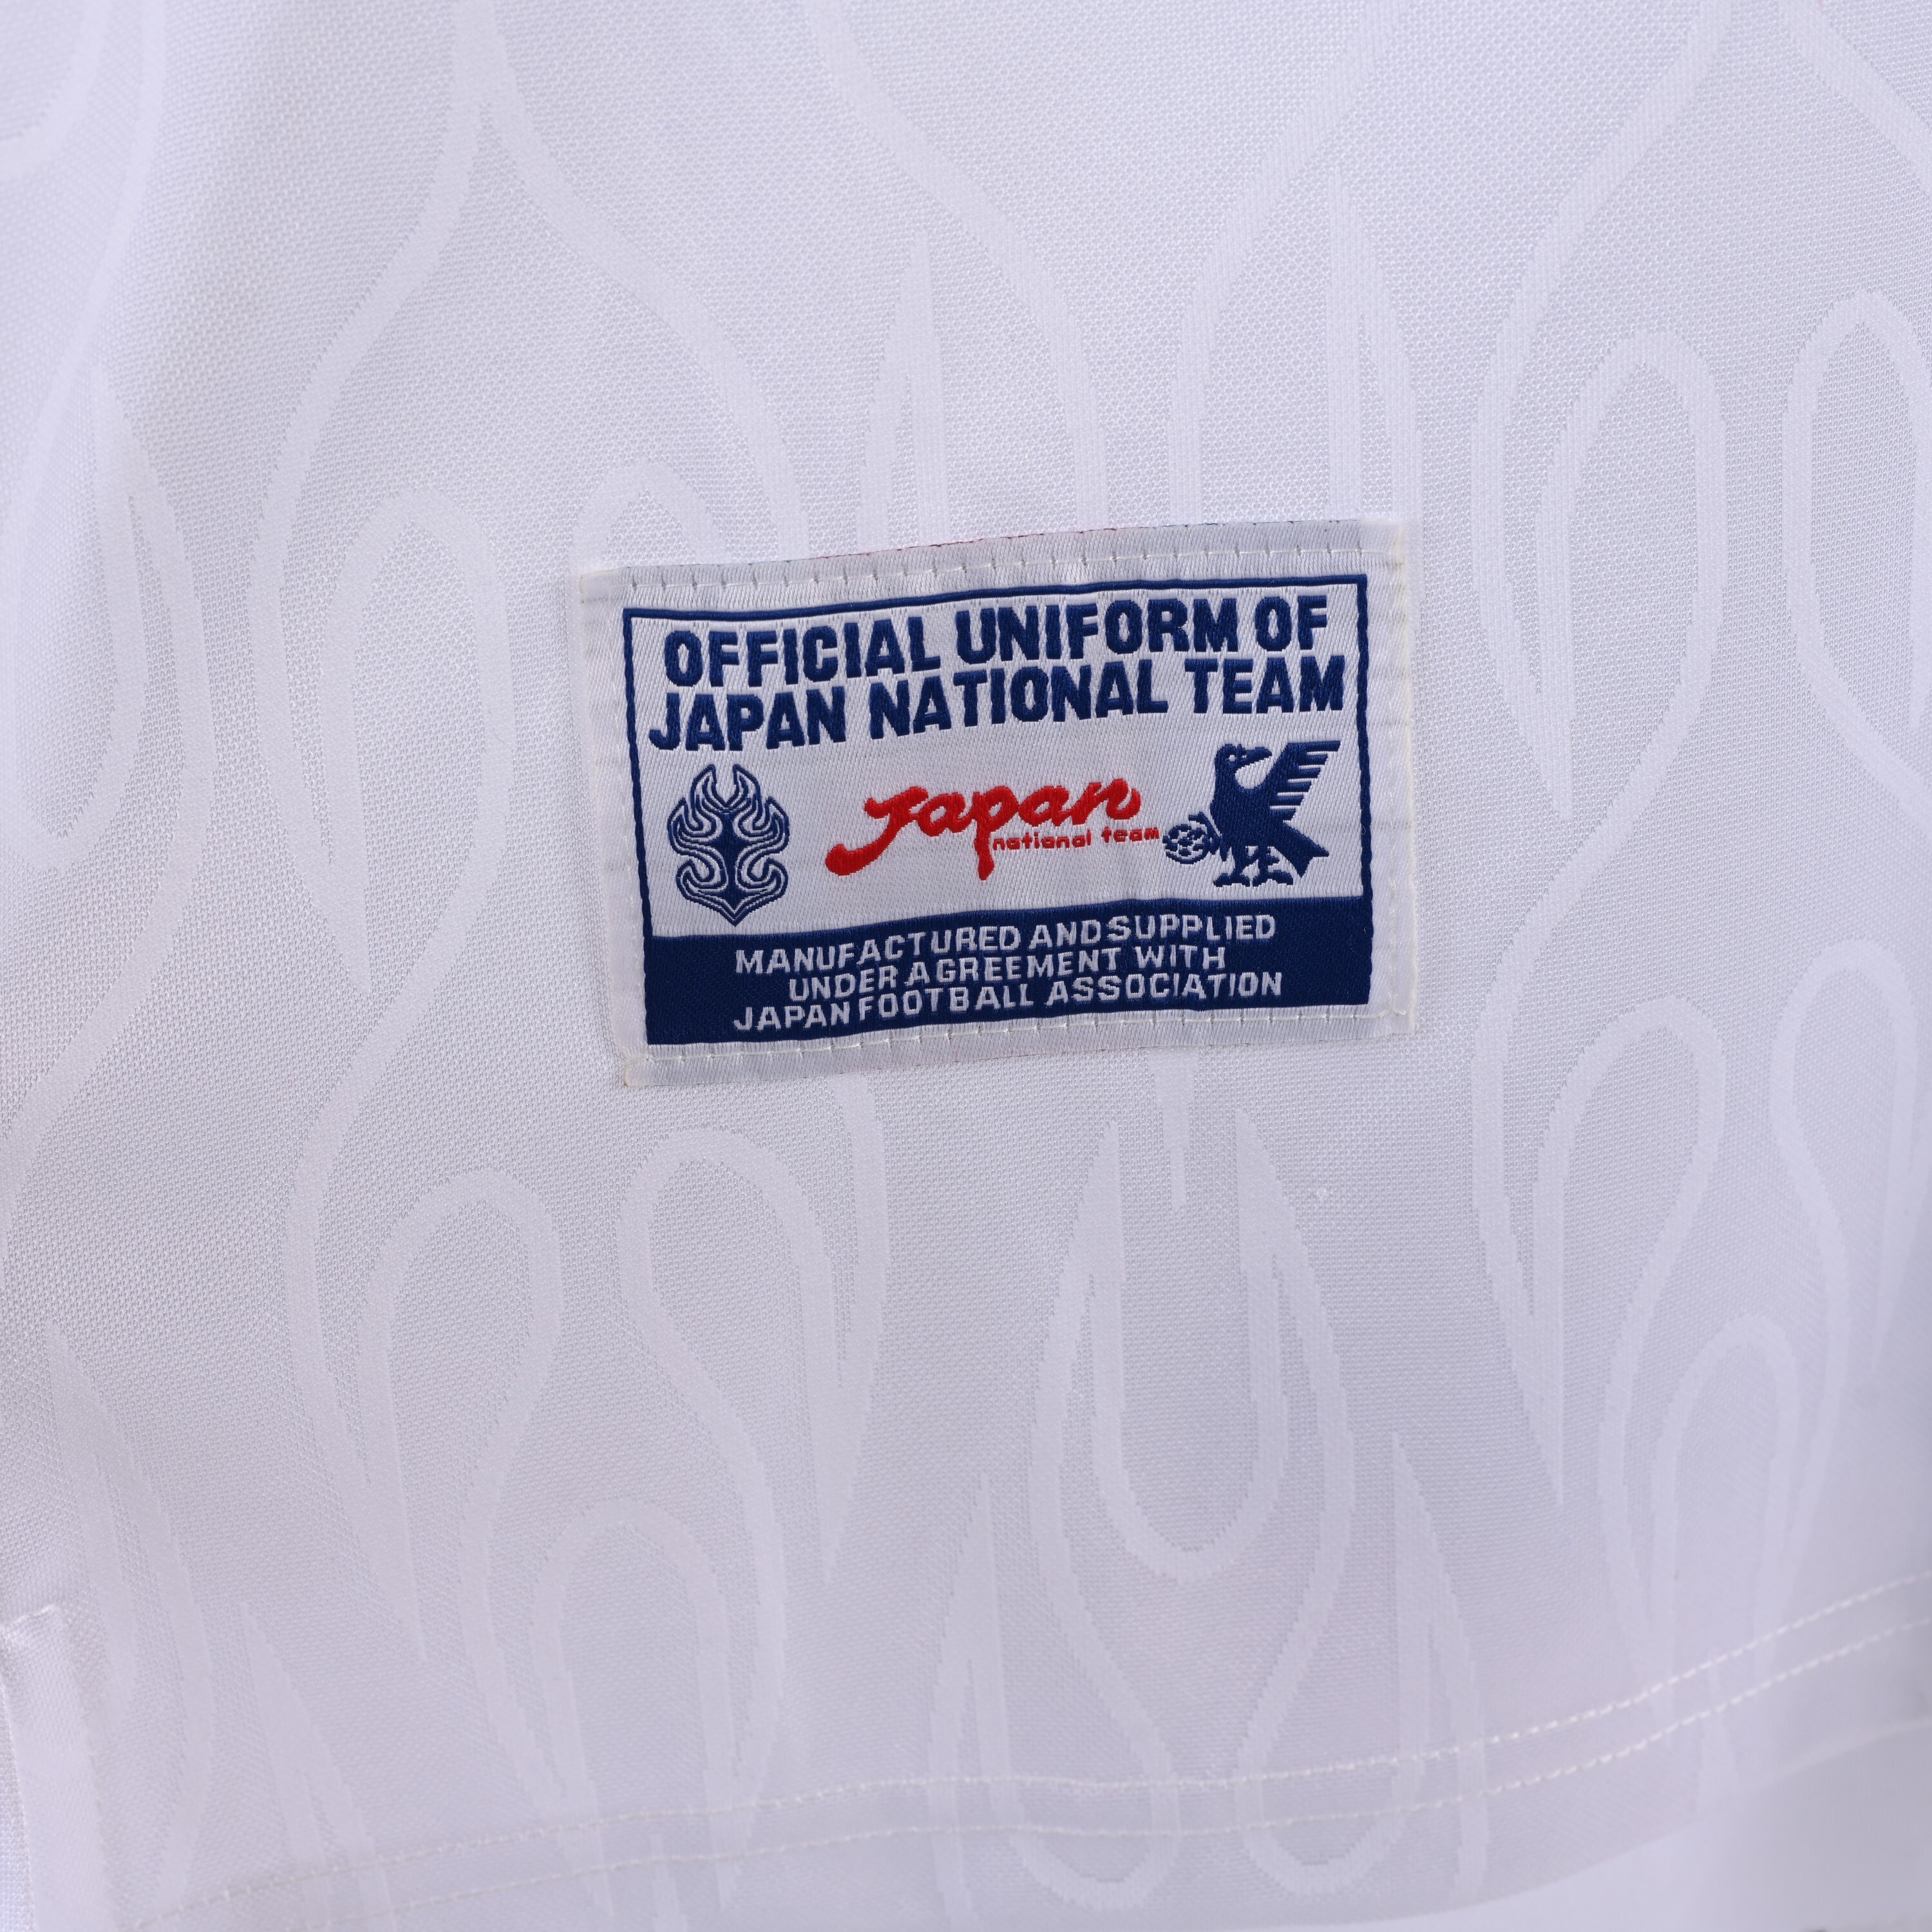 OFFICIAL UNIFORM OF
JAPAN NATIONAL TEAM
Japan
national team
MANUFACTURED AND SUPPLIED
UNDER AGREEMENT WITH
JAPAN FOOTBALL ASSOCIATION